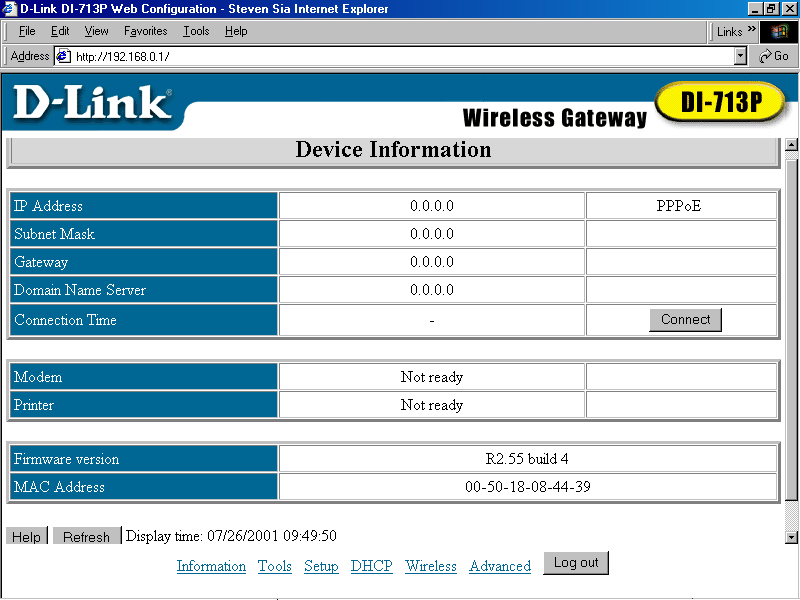 D-Link DI-713P Web Configuration - Steven Sia Internet Explorer
File Edit View Favorites Tools Help Links »
Address http://192.168.0.1/ Go
D-Link®
Wireless Gateway DI-713P
Device Information
IP Address 0.0.0.0 PPPoE
Subnet Mask 0.0.0.0
Gateway 0.0.0.0
Domain Name Server 0.0.0.0
Connection Time - Connect
Modem Not ready
Printer Not ready
Firmware version R2.55 build 4
MAC Address 00-50-18-08-44-39
Help Refresh Display time: 07/26/2001 09:49:50
Information Tools Setup DHCP Wireless Advanced Log out